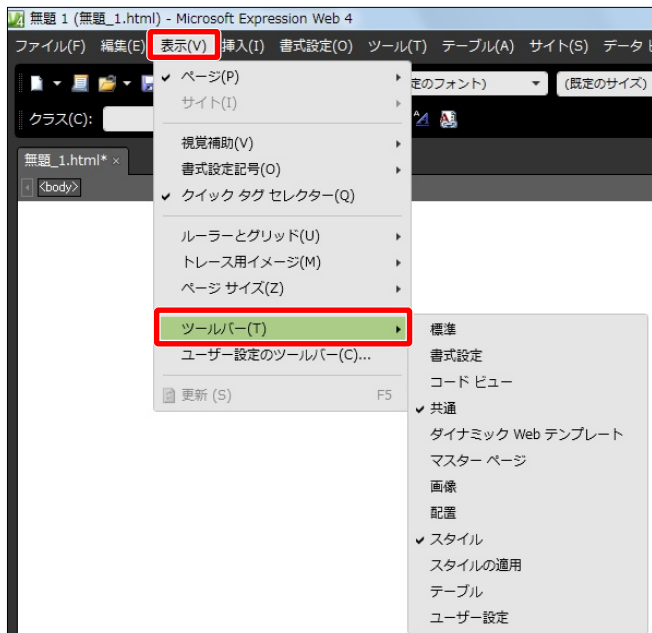 無題 1 (無題_1.html) - Microsoft Expression Web 4
ファイル(F) 編集(E) 表示(V) 挿入(I) 書式設定(O) ツール(T) テーブル(A) サイト(S) データ
定のフォント) (既定のサイズ)
クラス(C):
無題_1.html* ×
<body>
ページ(P)
サイト(I)
視覚補助(V)
書式設定記号(O)
クイック タグ セレクター(Q)
ルーラーとグリッド(U)
トレース用イメージ(M)
ページ サイズ(Z)
ツールバー(T)
ユーザー設定のツールバー(C)...
更新 (S) F5
標準
書式設定
コード ビュー
共通
ダイナミック Web テンプレート
マスター ページ
画像
配置
スタイル
スタイルの適用
テーブル
ユーザー設定